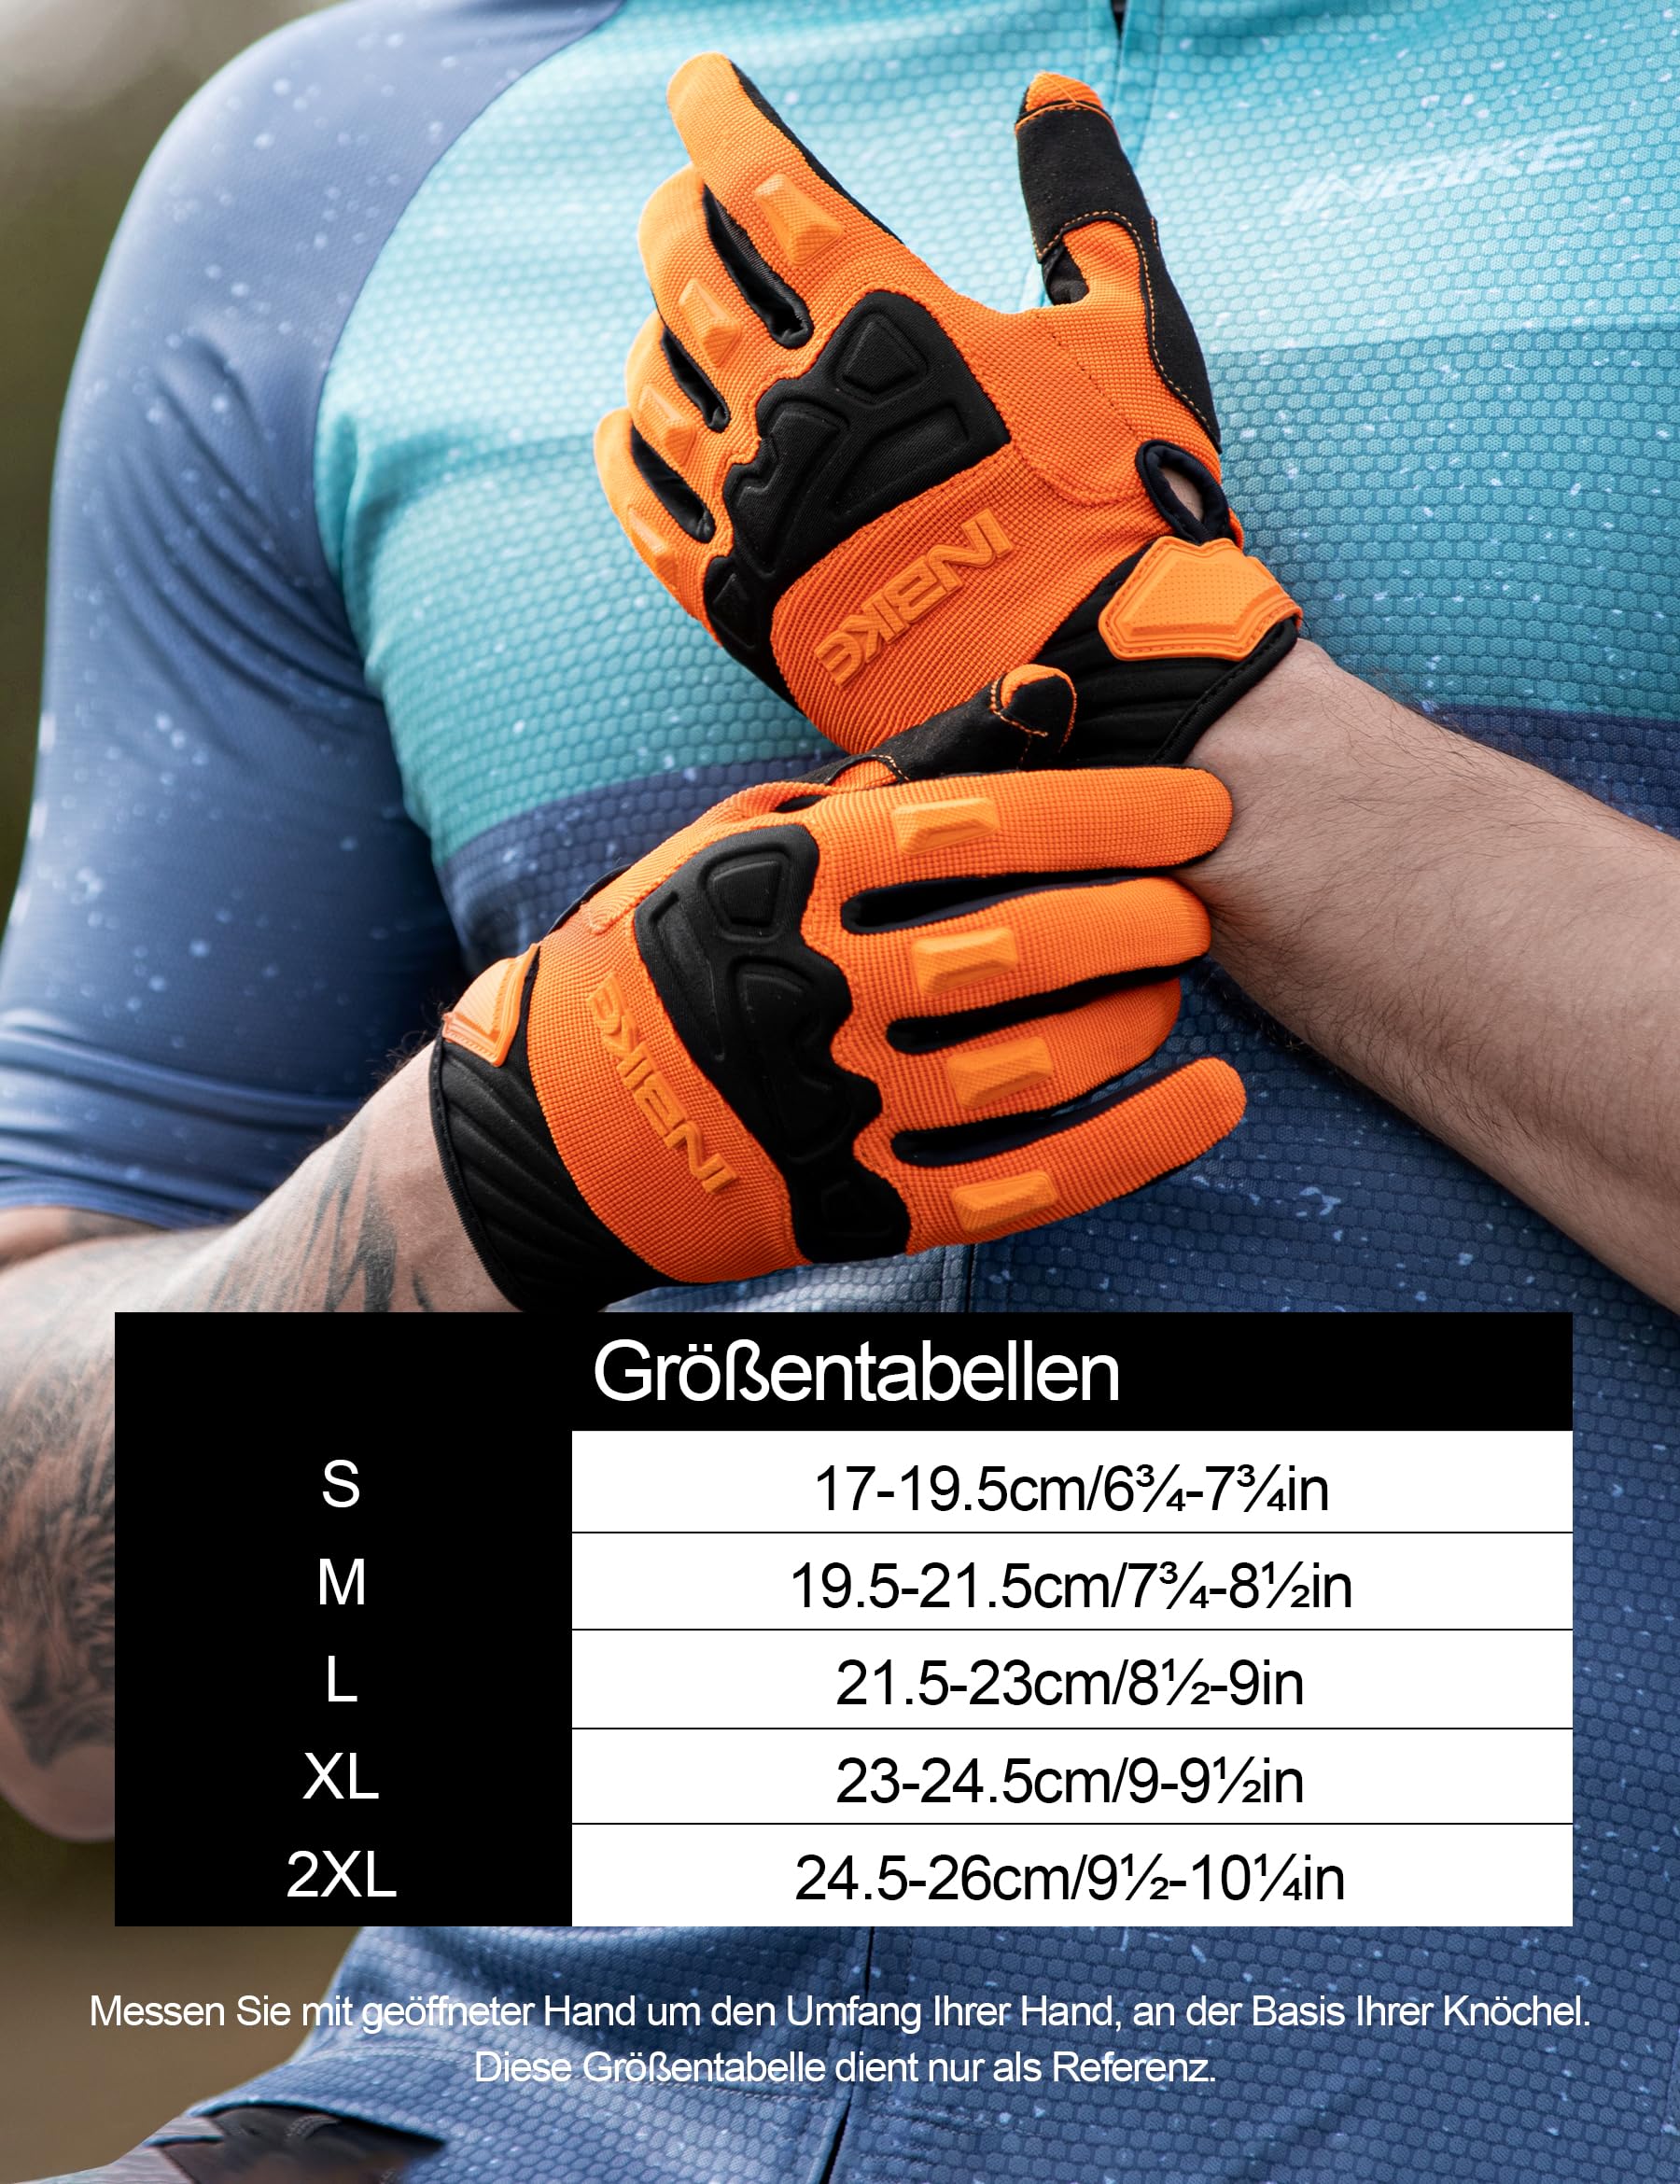 INBIKE
INBIKE
INBIKE
Größentabellen
S 17-19.5cm/6¾-7¾in
M 19.5-21.5cm/7¾-8½in
L 21.5-23cm/8½-9in
XL 23-24.5cm/9-9½in
2XL 24.5-26cm/9½-10¼in
Messen Sie mit geöffneter Hand um den Umfang Ihrer Hand, an der Basis Ihrer Knöchel.
Diese Größentabelle dient nur als Referenz.